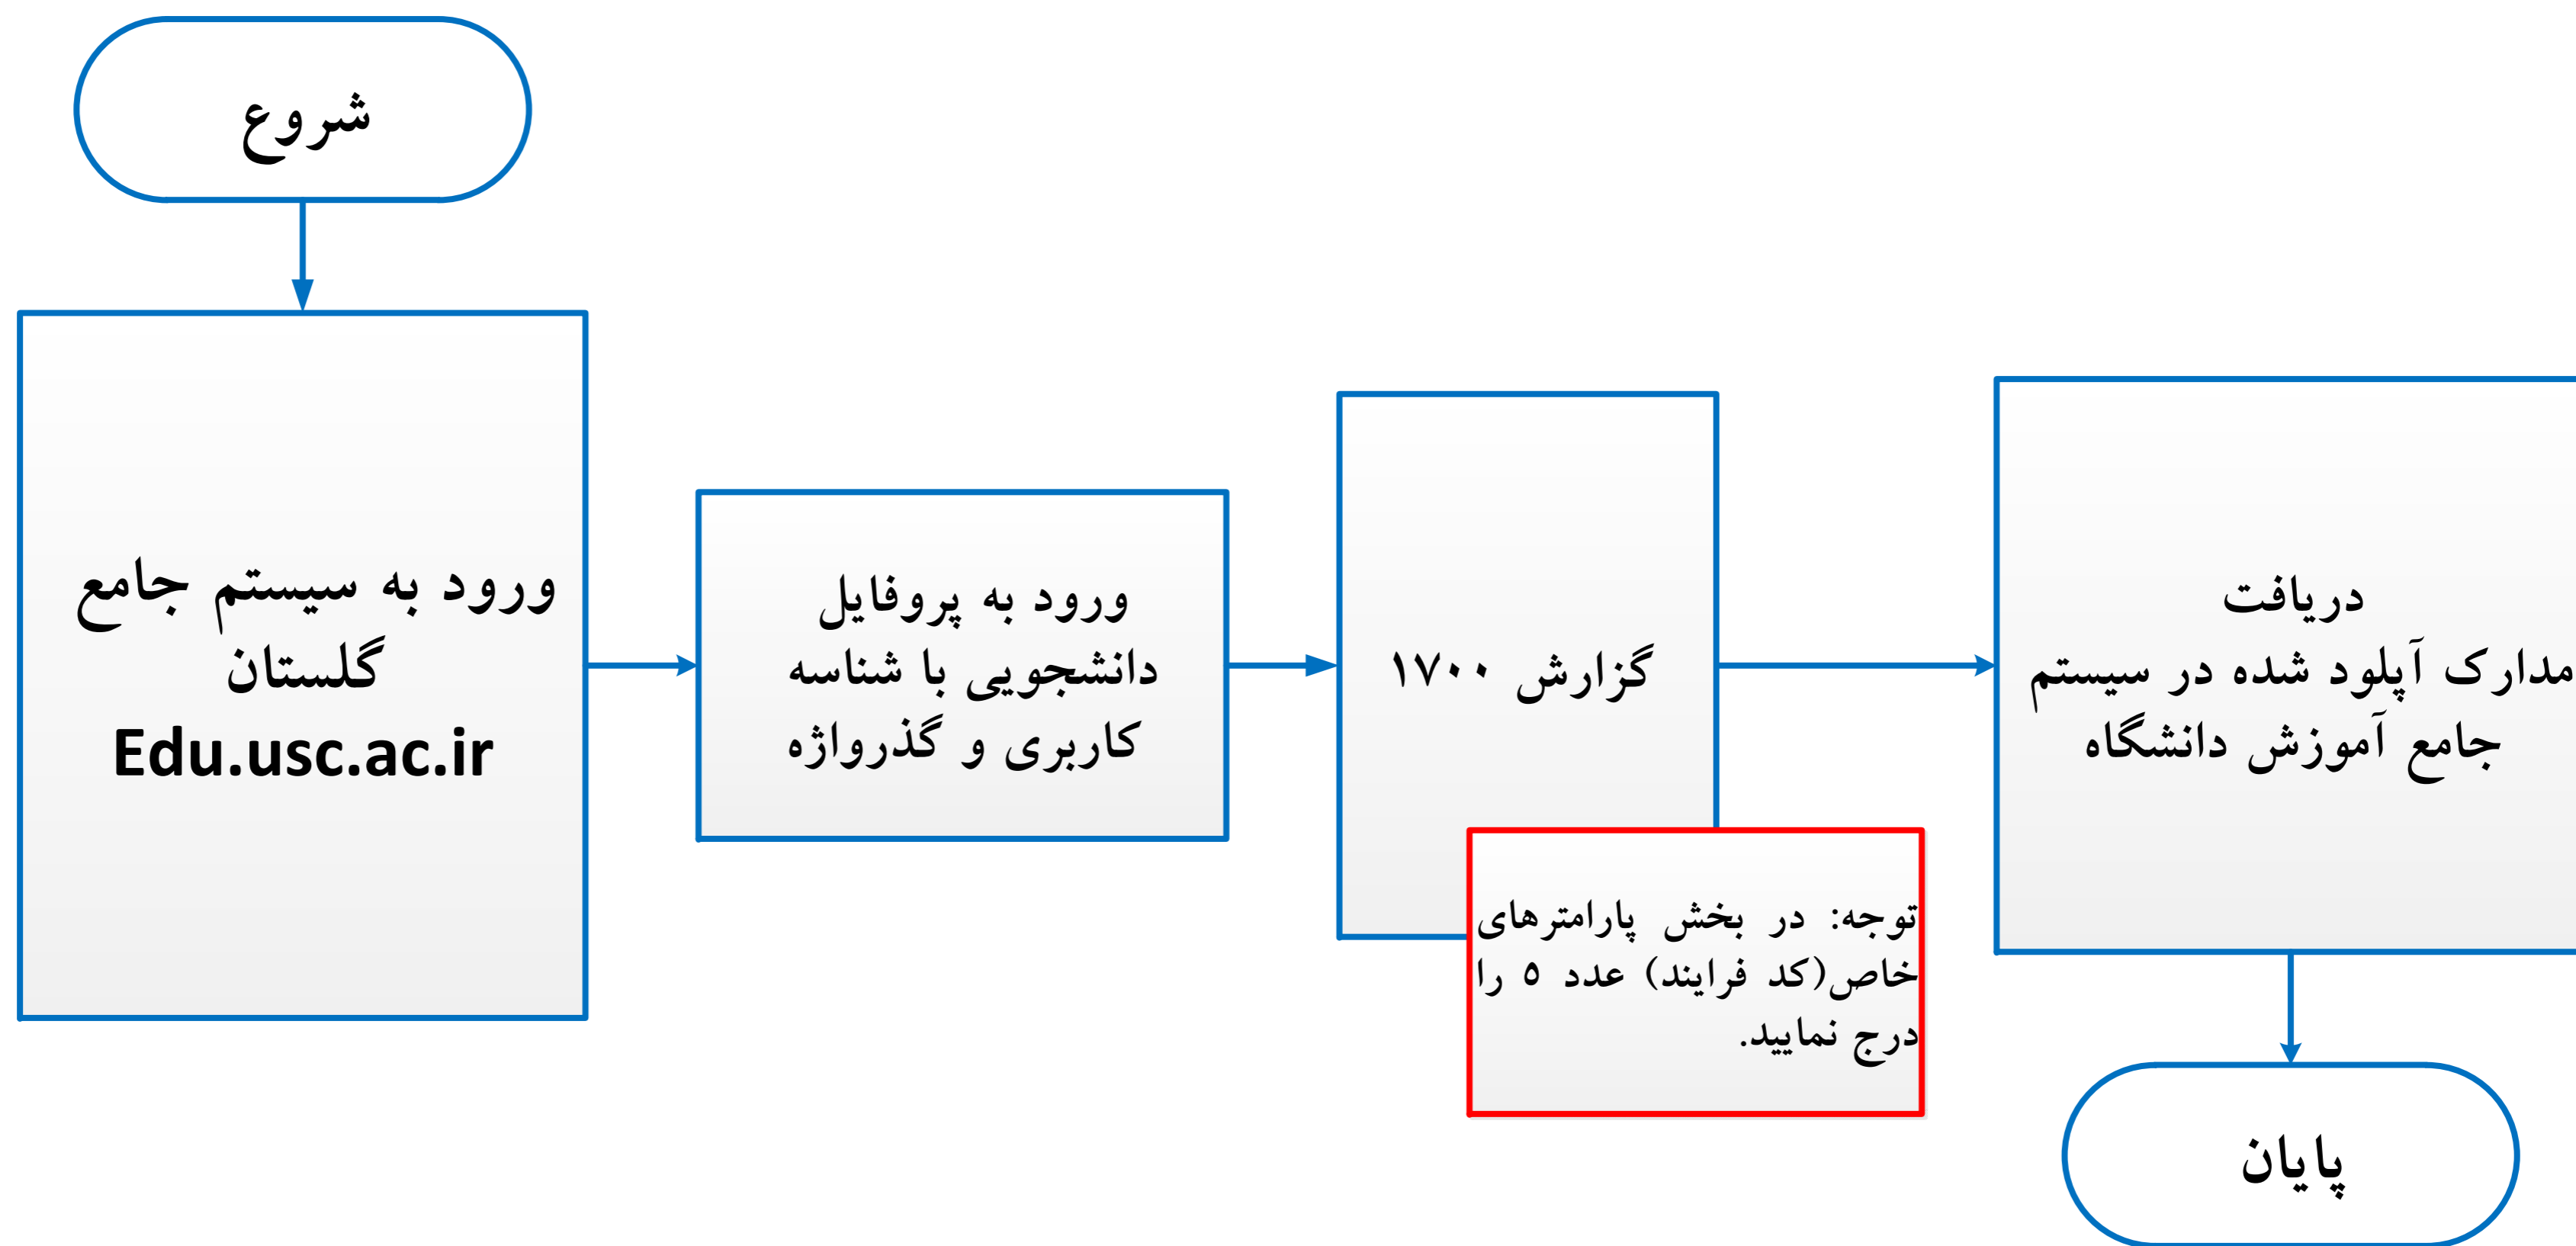 شروع
ورود به سیستم جامع
گلستان
Edu.usc.ac.ir
ورود به پروفایل
دانشجویی با شناسه
کاربری و گذرواژه
گزارش ۱۷۰۰
توجه: در بخش پارامترهای
خاص(کد فرایند) عدد ۵ را
درج نمایید.
دریافت
مدارک آپلود شده در سیستم
جامع آموزش دانشگاه
پایان